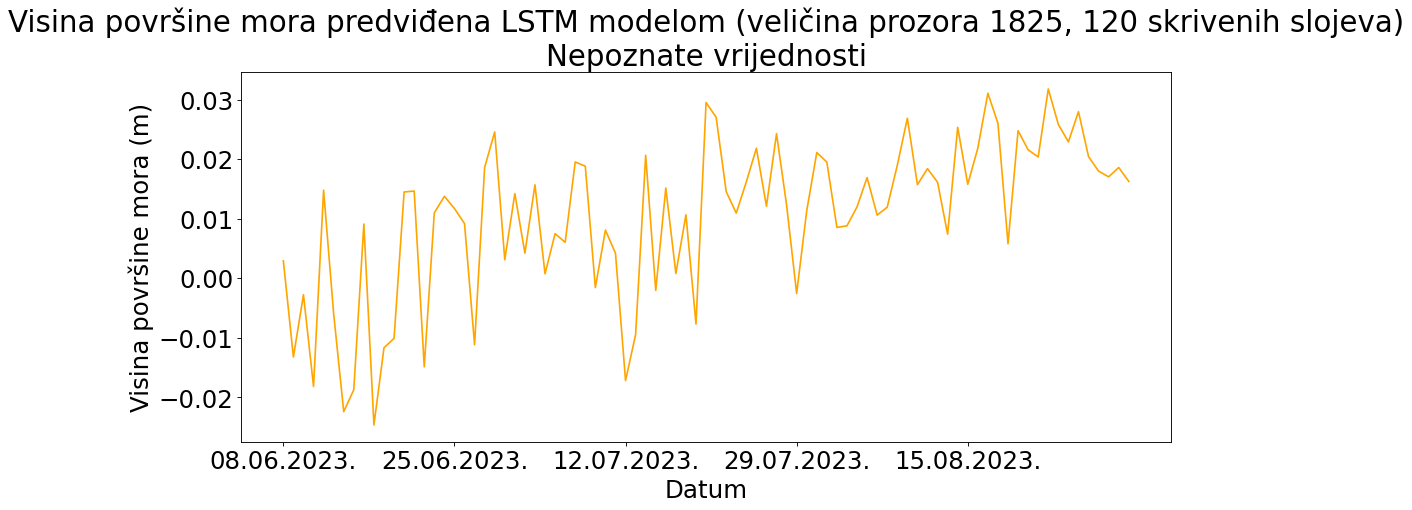 Visina površine mora predviđena LSTM modelom (veličina prozora 1825, 120 skrivenih slojeva)
Nepoznate vrijednosti
Visina površine mora (m)
0.03
0.02
0.01
0.00
−0.01
−0.02
08.06.2023. 25.06.2023. 12.07.2023. 29.07.2023. 15.08.2023.
Datum